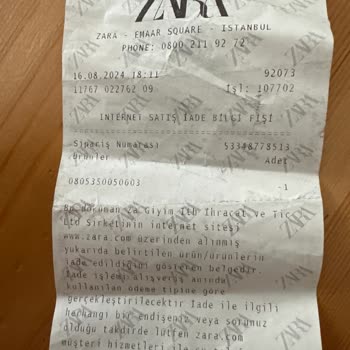 ZARA
ZARA - EMAAR SQUARE - ISTANBUL
PHONE: 0800 211 92 72
16.08.2024 18:11 92073
11767 022762 09 İşl: 107702
INTERNET SATIŞ İADE BİLGİ FİŞİ
Sipariş Numarası 53348778513
Ürünler Adet
0805350050603 -1
Bu Giyim İth İhracat ve Tic
Ltd Şirketinin internet sitesi
www.zara.com üzerinden alınmış
yukarıda belirtilen ürün/ürünlerin
iade edildiğini gösteren belgedir.
İade işlemi alışveriş anında
kullanılan ödeme tipine göre
gerçekleştirilecektir İade ile ilgili
herhangi bir endişeniz veya sorunuz
olduğu takdirde lütfen zara.com
müşteri hizmetleri ile